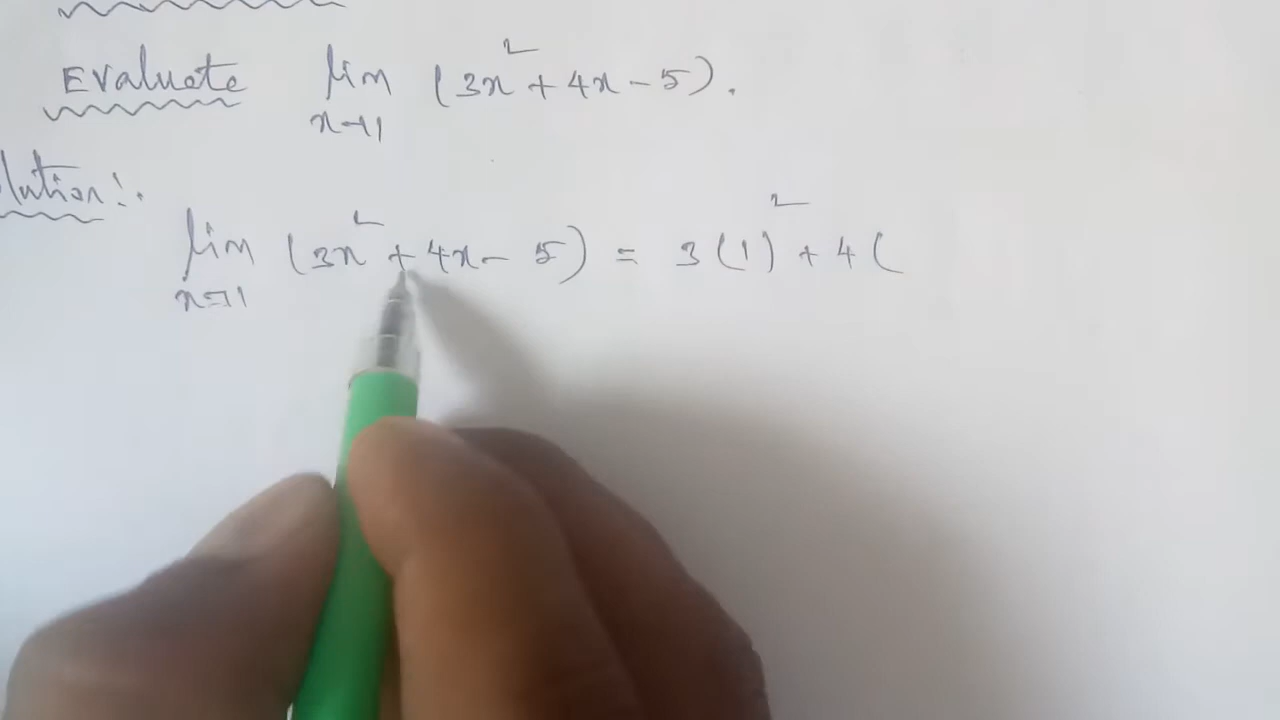 Evaluate lim (3x² + 4x - 5).
x→1
lution:.
lim (3x² + 4x - 5) = 3(1)² + 4(
x→1